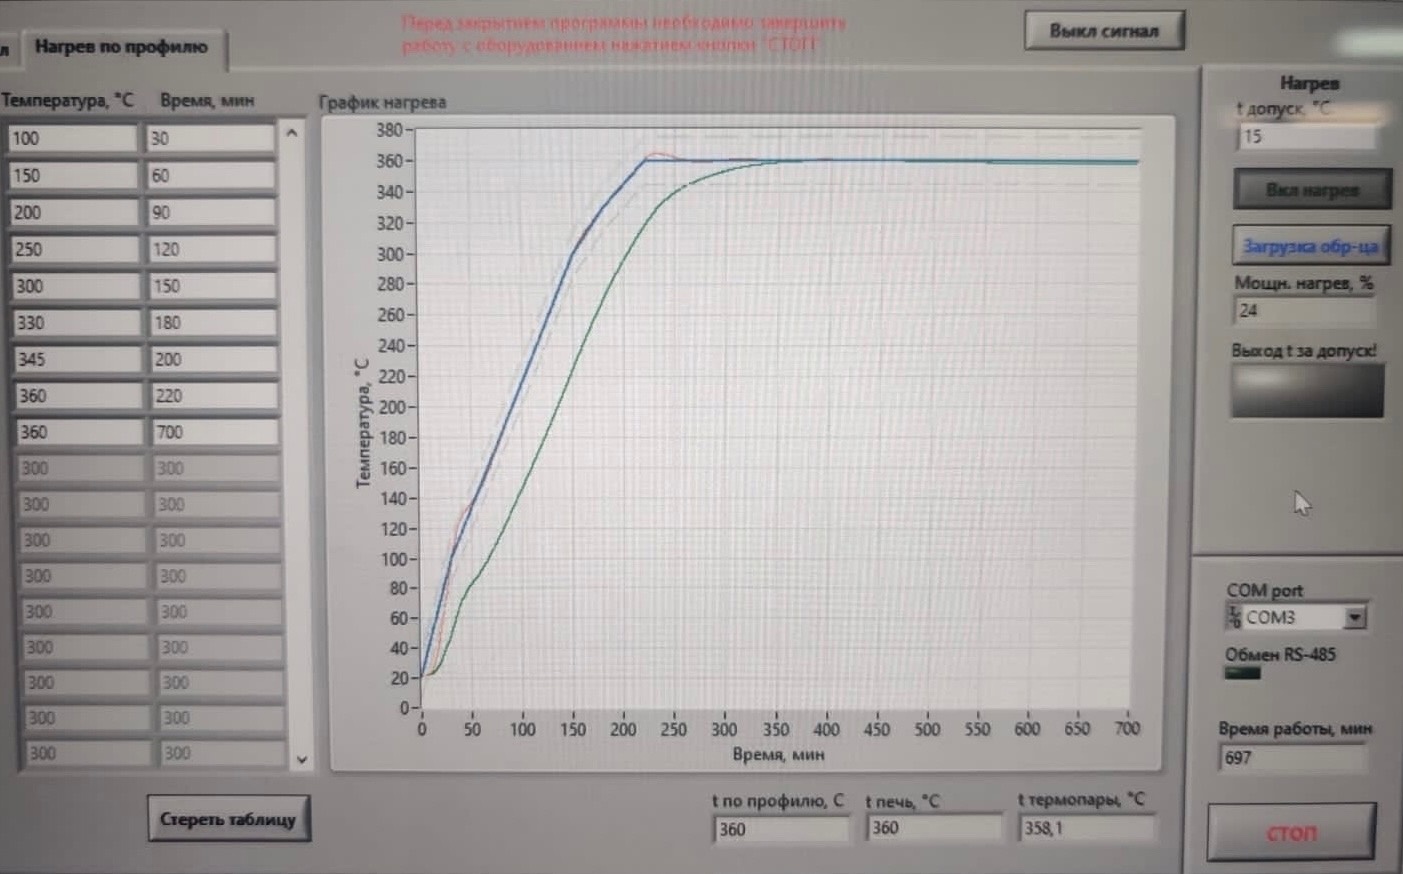 л
Нагрев по профилю
Перед закрытием программы необходимо завершить
работу с оборудованием нажатием кнопки "СТОП"
Выкл сигнал
Температура, °C Время, мин
100 30
150 60
200 90
250 120
300 150
330 180
345 200
360 220
360 700
300 300
300 300
300 300
300 300
300 300
300 300
300 300
300 300
300 300
Стереть таблицу
График нагрева
Температура, °C
380
360
340
320
300
280
260
240
220
200
180
160
140
120
100
80
60
40
20
0
0 50 100 150 200 250 300 350 400 450 500 550 600 650 700
Время, мин
t по профилю, C t печь, °C t термопары, °C
360 360 358,1
Нагрев
t допуск, °C
15
Вкл нагрев
Загрузка обр-ца
Мощн. нагрев, %
24
Выход t за допуск!
COM port
COM3
Обмен RS-485
Время работы, мин
697
СТОП